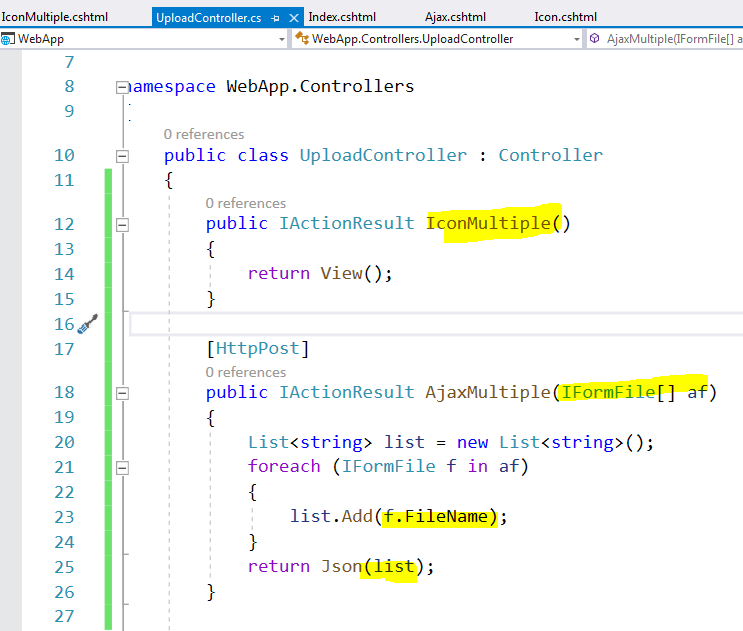 IconMultiple.cshtml UploadController.cs Index.cshtml Ajax.cshtml Icon.cshtml
WebApp WebApp.Controllers.UploadController AjaxMultiple(IFormFile[] a
7
8 namespace WebApp.Controllers
9
0 references
10 public class UploadController : Controller
11 {
0 references
12 public IActionResult IconMultiple()
13 {
14 return View();
15 }
16
17 [HttpPost]
0 references
18 public IActionResult AjaxMultiple(IFormFile[] af)
19 {
20 List<string> list = new List<string>();
21 foreach (IFormFile f in af)
22 {
23 list.Add(f.FileName);
24 }
25 return Json(list);
26 }
27